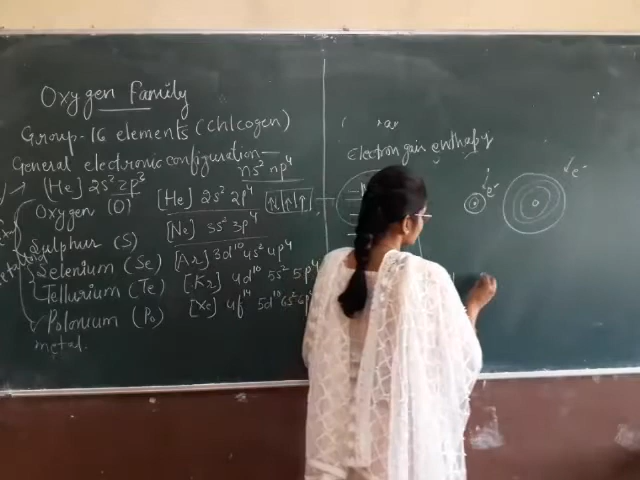 Oxygen Family
Group-16 elements (chlcogen)
General electronic configuration—
ns² np⁴
[He] 2s² 2p²
Oxygen (O) [He] 2s² 2p⁴
Sulphur (S) [Ne] 3s² 3p⁴
Selenium (Se) [Ar] 3d¹⁰ 4s² 4p⁴
Tellurium (Te) [Kr] 4d¹⁰ 5s² 5p⁴
Polonium (Po) [Xe] 4f¹⁴ 5d¹⁰ 6s² 6p⁴
metal.
Electron gain enthapy
e⁻
e⁻